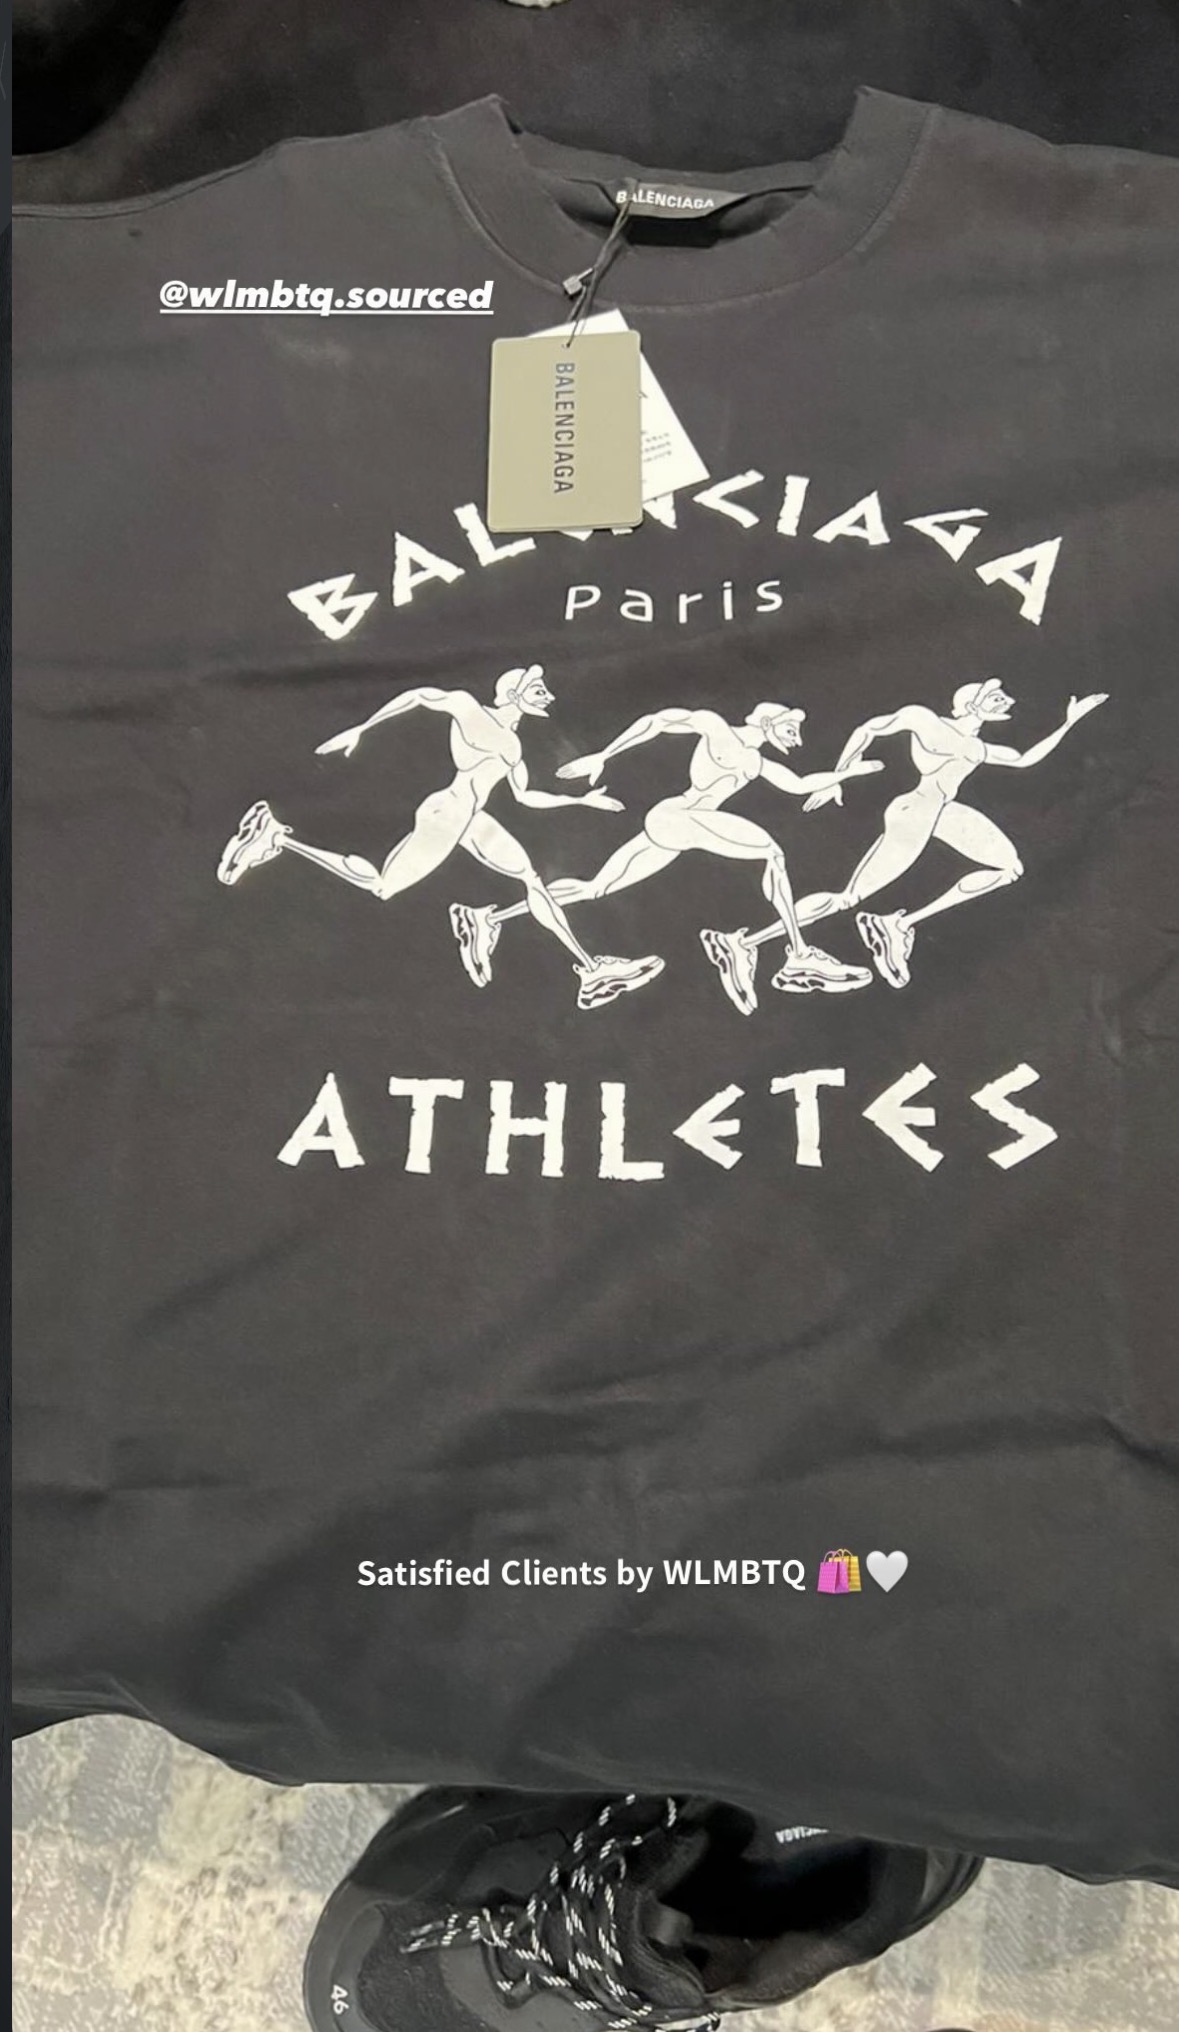 BALENCIAGA
@wlmbtq.sourced
BALENCIAGA
BALENCIAGA
Paris
ATHLETES
Satisfied Clients by WLMBTQ 🛍️🤍
46